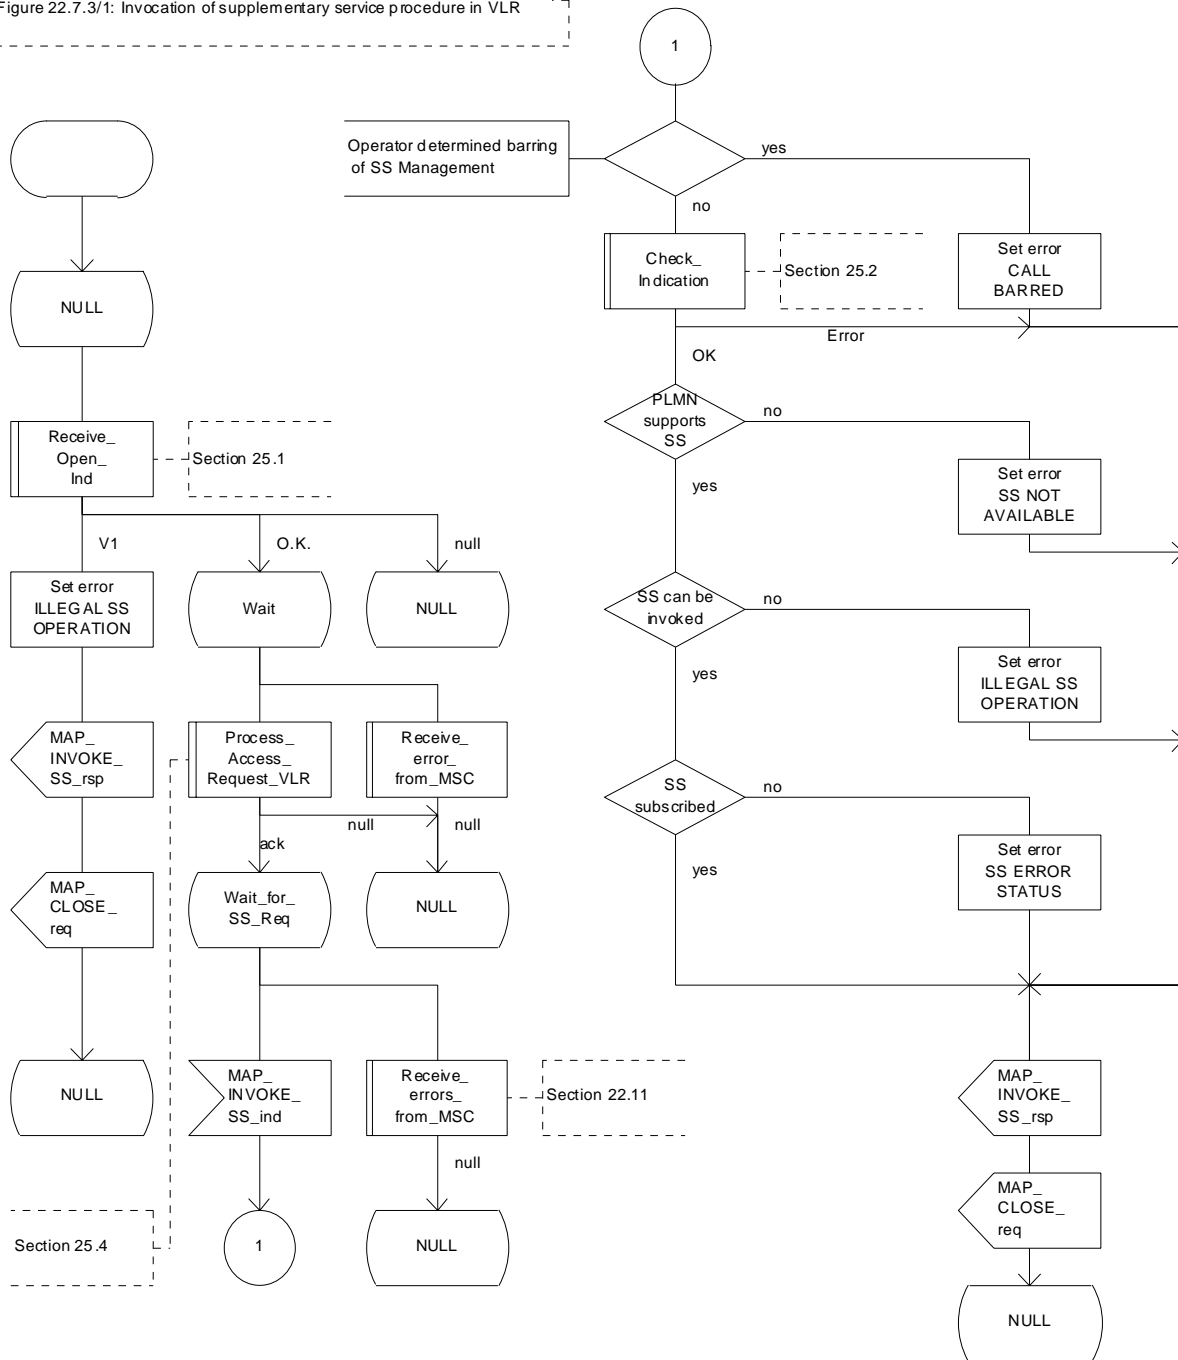 Figure 22.7.3/1: Invocation of supplementary service procedure in VLR
1
Operator determined barring
of SS Management
yes
no
Check_
Indication
Section 25.2
Set error
CALL
BARRED
Error
OK
NULL
PLMN
supports
SS
no
yes
Receive_
Open_
Ind
Section 25.1
Set error
SS NOT
AVAILABLE
V1
O.K.
null
Set error
ILLEGAL SS
OPERATION
Wait
NULL
SS can be
invoked
no
yes
Set error
ILLEGAL SS
OPERATION
MAP_
INVOKE_
SS_rsp
Process_
Access_
Request_VLR
Receive_
error_
from_MSC
null
null
ack
SS
subscribed
no
yes
Set error
SS ERROR
STATUS
MAP_
CLOSE_
req
Wait_for_
SS_Req
NULL
NULL
MAP_
INVOKE_
SS_ind
Receive_
errors_
from_MSC
Section 22.11
null
MAP_
INVOKE_
SS_rsp
Section 25.4
1
NULL
MAP_
CLOSE_
req
NULL